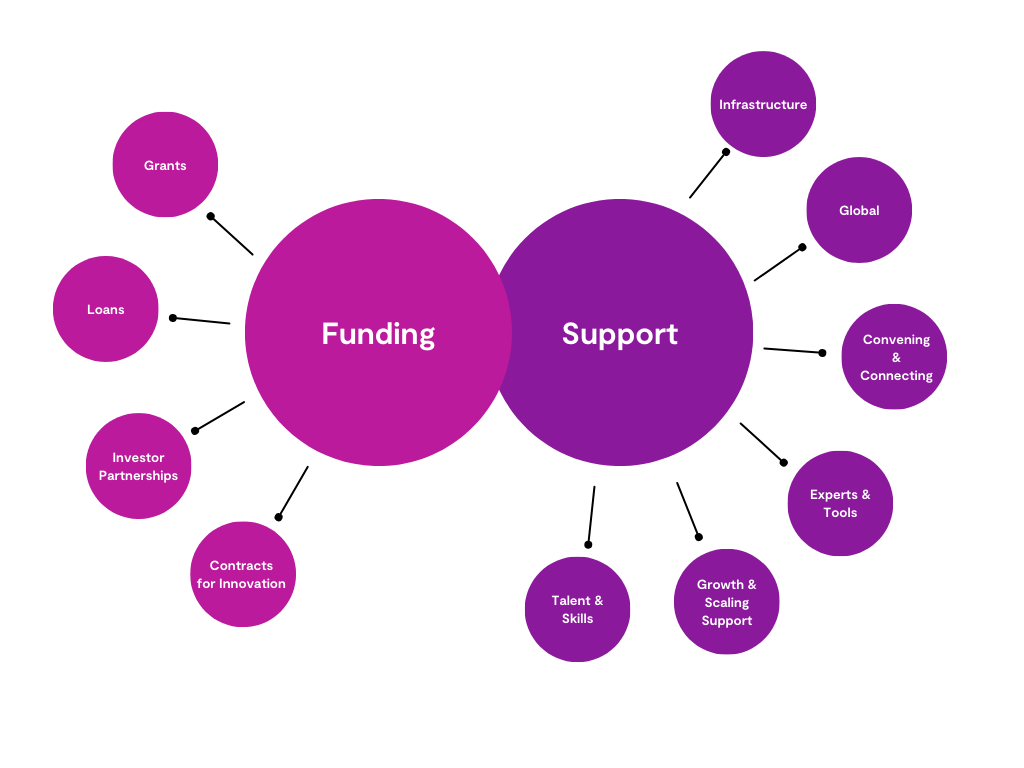 Funding
Grants
Loans
Investor
Partnerships
Contracts
for Innovation
Support
Infrastructure
Global
Convening
&
Connecting
Experts &
Tools
Growth &
Scaling
Support
Talent &
Skills